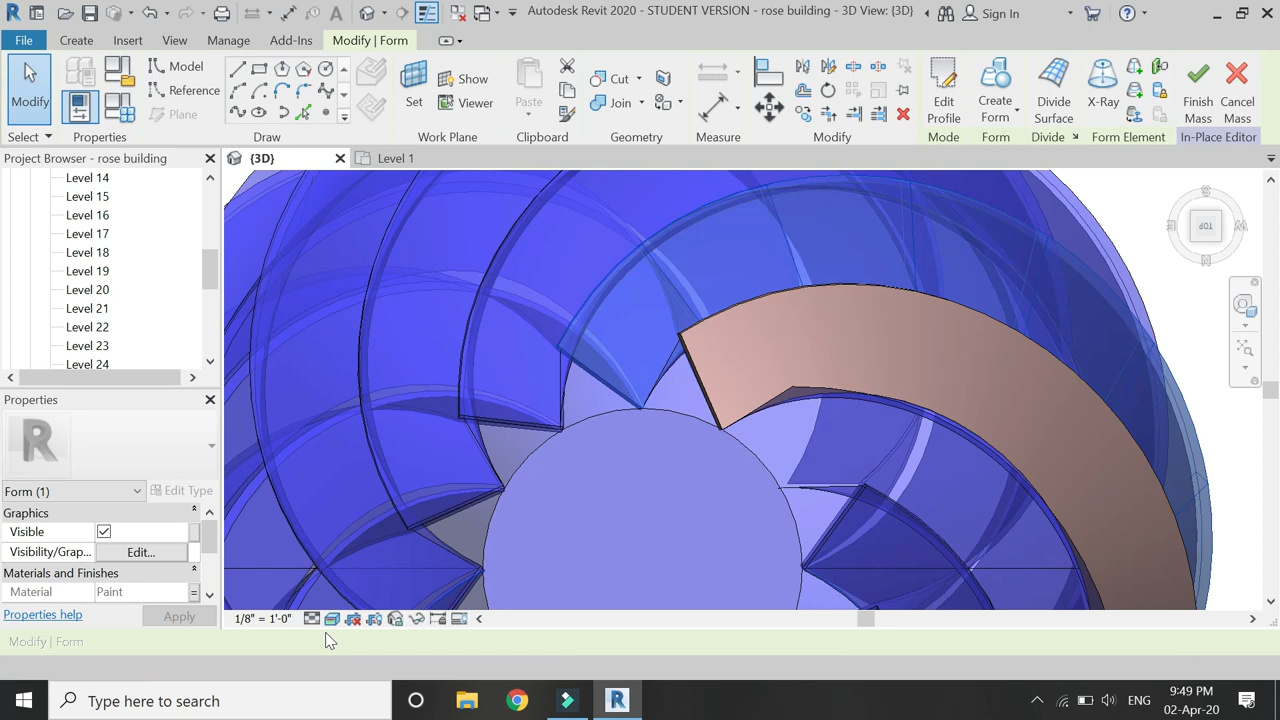 Autodesk Revit 2020 - STUDENT VERSION - rose building - 3D View: {3D}
Sign In
File Create Insert View Manage Add-Ins Modify | Form
Modify
Select
Properties
Model
Reference
Plane
Draw
Set
Show
Viewer
Work Plane
Paste
Clipboard
Cut
Join
Geometry
Measure
Modify
Edit
Profile
Mode
Create
Form
Form
Divide
Surface
Divide
X-Ray
Form Element
Finish
Mass
Cancel
Mass
In-Place Editor
Project Browser - rose building
{3D}
Level 1
Level 14
Level 15
Level 16
Level 17
Level 18
Level 19
Level 20
Level 21
Level 22
Level 23
Level 24
TOP
S
E
W
N
Properties
R
Form (1)
Edit Type
Graphics
Visible
Visibility/Grap... Edit...
Materials and Finishes
Material Paint
Properties help
Apply
1/8" = 1'-0"
Modify | Form
Type here to search
ENG
9:49 PM
02-Apr-20